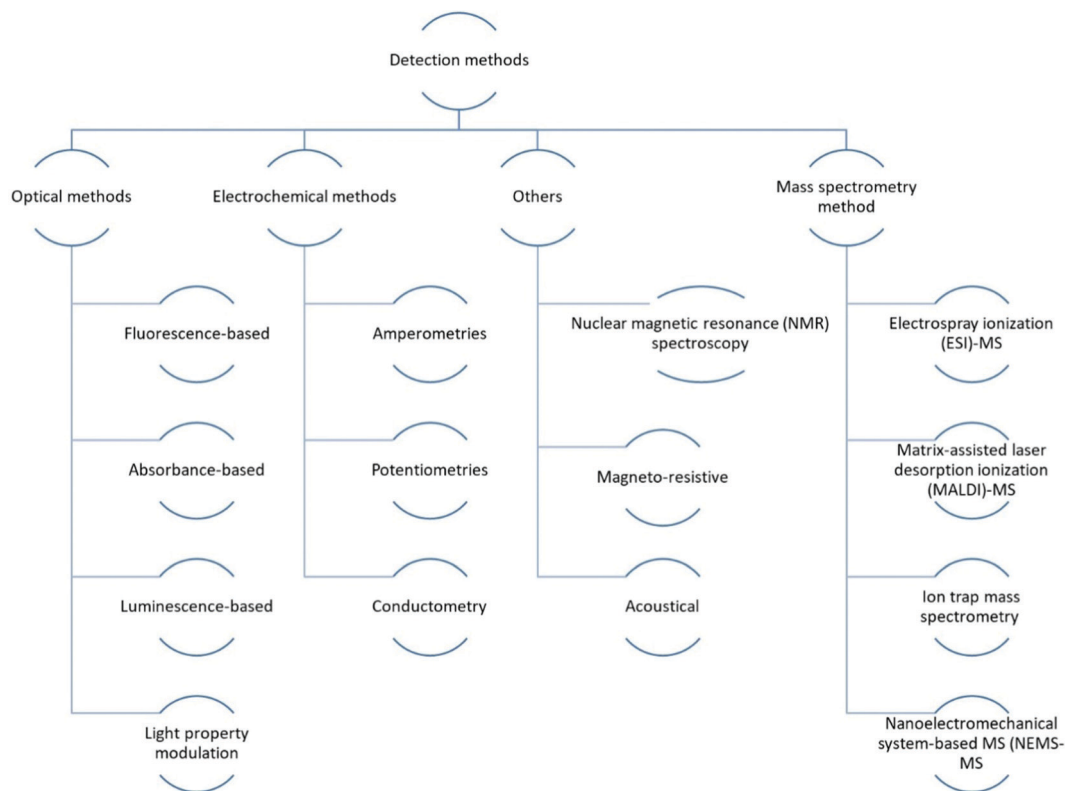 Detection methods
Optical methods
Electrochemical methods
Others
Mass spectrometry
method
Fluorescence-based
Amperometries
Nuclear magnetic resonance (NMR)
spectroscopy
Electrospray ionization
(ESI)-MS
Absorbance-based
Potentiometries
Magneto-resistive
Matrix-assisted laser
desorption ionization
(MALDI)-MS
Luminescence-based
Conductometry
Acoustical
Ion trap mass
spectrometry
Light property
modulation
Nanoelectromechanical
system-based MS (NEMS-
MS